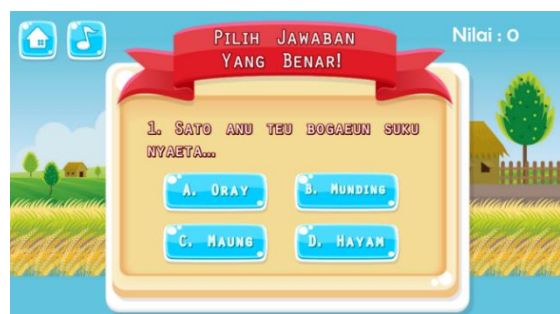 PILIH JAWABAN
YANG BENAR!
Nilai : 0
1. SATO ANU TEU BOGAEUN SUKU
NYAETA...
A. ORAY
B. MUNDING
C. MAUNG
D. HAYAM